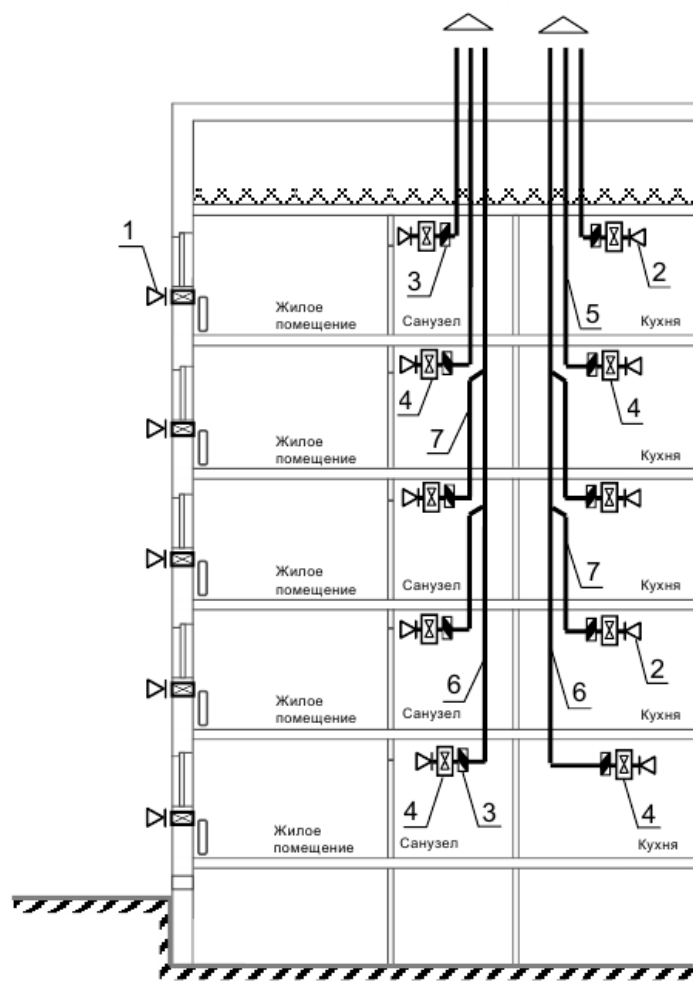 1
3
2
5
Жилое
помещение
Санузел
Кухня
4
4
7
Жилое
помещение
Санузел
Кухня
7
Жилое
помещение
Санузел
Кухня
6
6
2
Жилое
помещение
Санузел
Кухня
4
3
4
Жилое
помещение
Санузел
Кухня